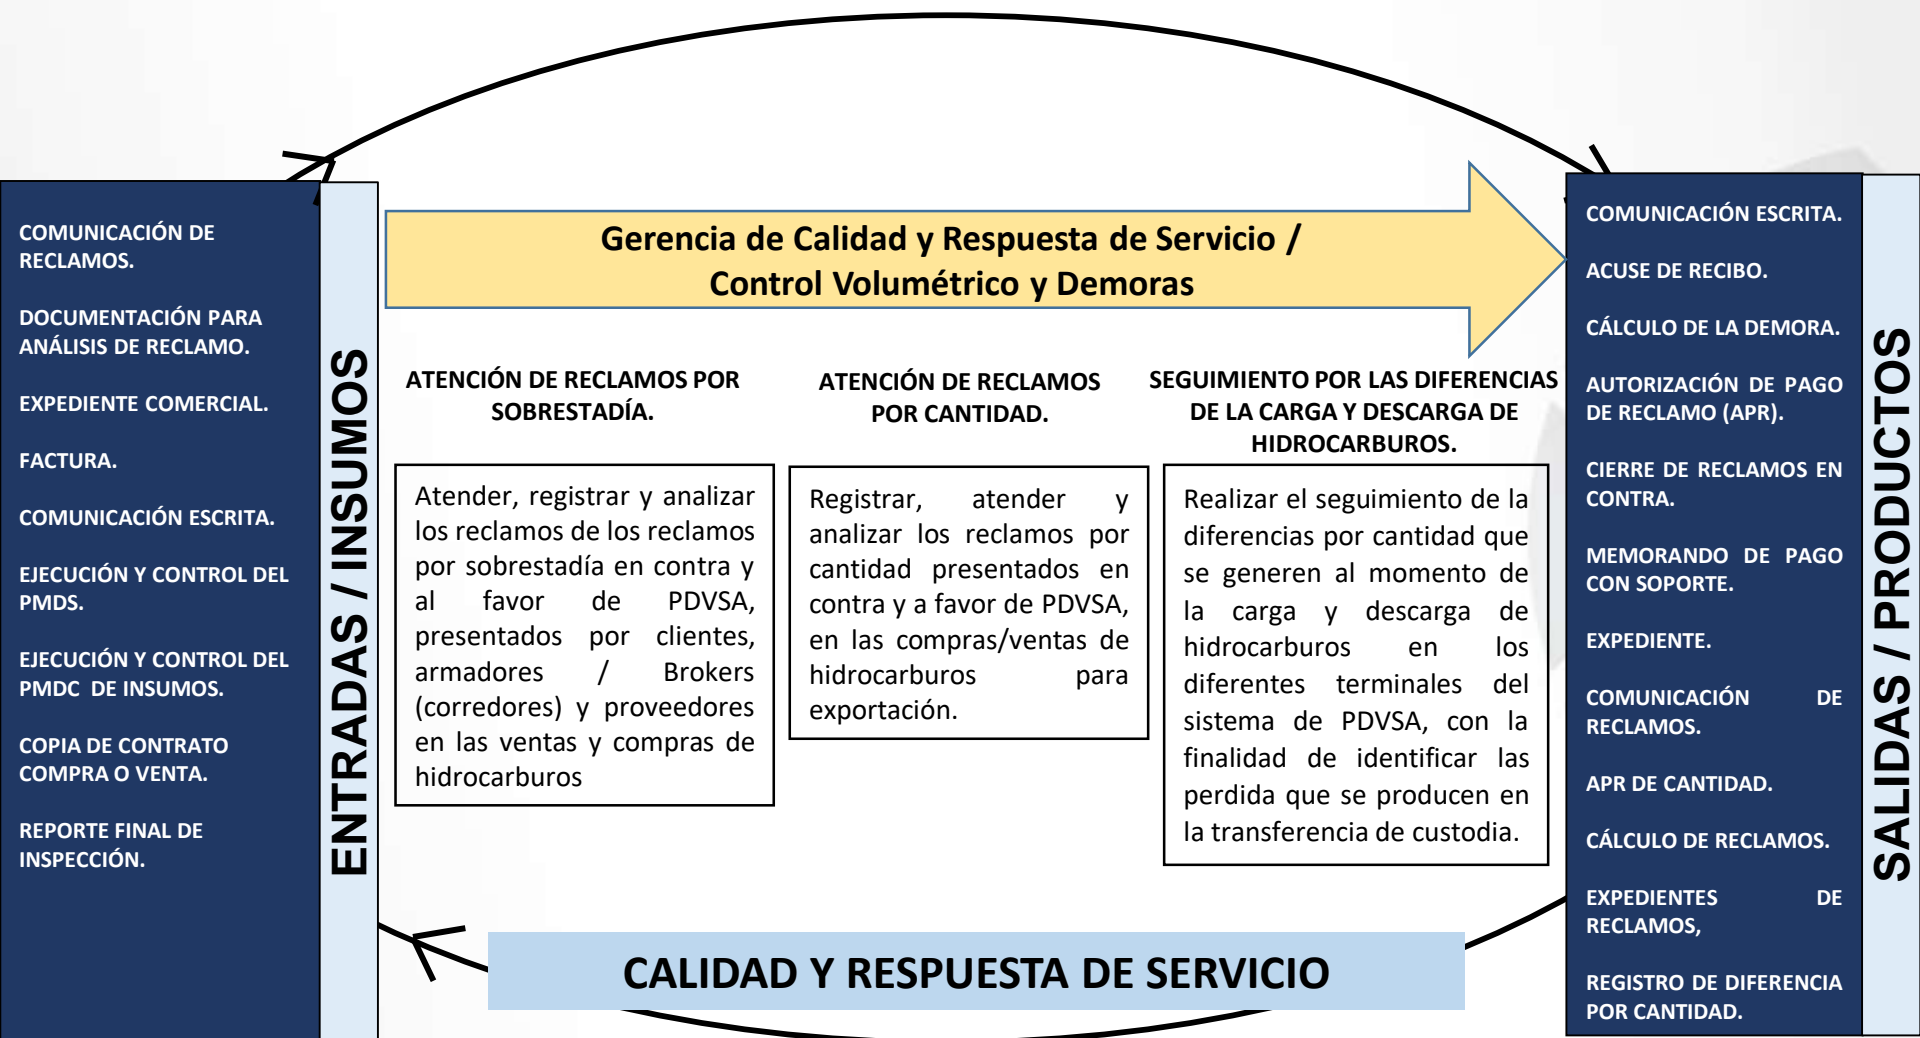 COMUNICACIÓN DE
RECLAMOS.
DOCUMENTACIÓN PARA
ANÁLISIS DE RECLAMO.
EXPEDIENTE COMERCIAL.
FACTURA.
COMUNICACIÓN ESCRITA.
EJECUCIÓN Y CONTROL DEL
PMDS.
EJECUCIÓN Y CONTROL DEL
PMDC DE INSUMOS.
COPIA DE CONTRATO
COMPRA O VENTA.
REPORTE FINAL DE
INSPECCIÓN.
ENTRADAS / INSUMOS
Gerencia de Calidad y Respuesta de Servicio /
Control Volumétrico y Demoras
ATENCIÓN DE RECLAMOS POR
SOBRESTADÍA.
Atender, registrar y analizar
los reclamos de los reclamos
por sobrestadía en contra y
al favor de PDVSA,
presentados por clientes,
armadores / Brokers
(corredores) y proveedores
en las ventas y compras de
hidrocarburos
ATENCIÓN DE RECLAMOS
POR CANTIDAD.
Registrar, atender y
analizar los reclamos por
cantidad presentados en
contra y a favor de PDVSA,
en las compras/ventas de
hidrocarburos para
exportación.
SEGUIMIENTO POR LAS DIFERENCIAS
DE LA CARGA Y DESCARGA DE
HIDROCARBUROS.
Realizar el seguimiento de la
diferencias por cantidad que
se generen al momento de
la carga y descarga de
hidrocarburos en los
diferentes terminales del
sistema de PDVSA, con la
finalidad de identificar las
perdida que se producen en
la transferencia de custodia.
CALIDAD Y RESPUESTA DE SERVICIO
COMUNICACIÓN ESCRITA.
ACUSE DE RECIBO.
CÁLCULO DE LA DEMORA.
AUTORIZACIÓN DE PAGO
DE RECLAMO (APR).
CIERRE DE RECLAMOS EN
CONTRA.
MEMORANDO DE PAGO
CON SOPORTE.
EXPEDIENTE.
COMUNICACIÓN DE
RECLAMOS.
APR DE CANTIDAD.
CÁLCULO DE RECLAMOS.
EXPEDIENTES DE
RECLAMOS,
REGISTRO DE DIFERENCIA
POR CANTIDAD.
SALIDAS / PRODUCTOS